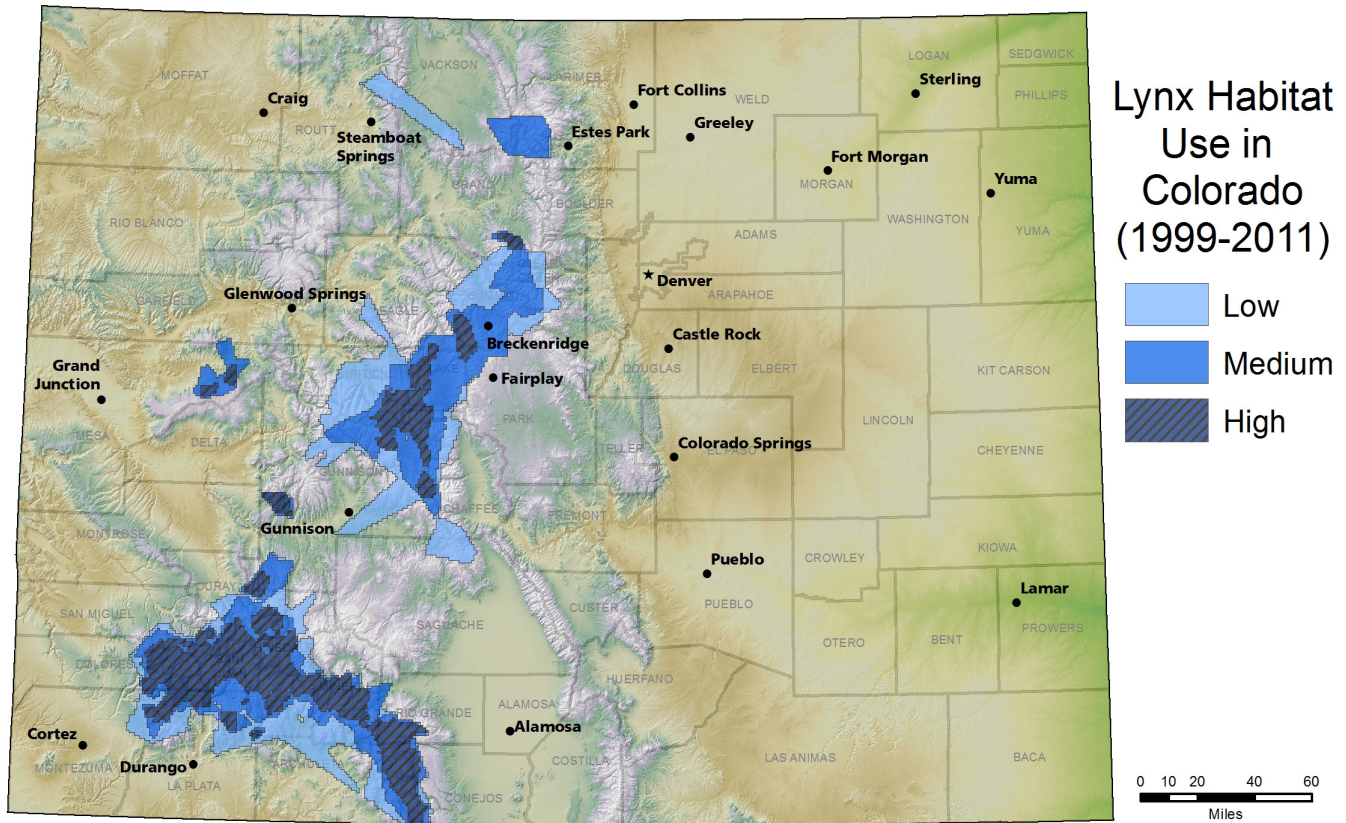 Lynx Habitat
Use in
Colorado
(1999-2011)
Low
Medium
High
0 10 20 40 60
Miles
MOFFAT
JACKSON
LARIMER
LOGAN
SEDGWICK
Craig
Fort Collins
WELD
Sterling
PHILLIPS
ROUTT
Steamboat
Springs
Estes Park
Greeley
Fort Morgan
MORGAN
Yuma
GRAND
BOULDER
RIO BLANCO
WASHINGTON
YUMA
ADAMS
Denver
ARAPAHOE
GARFIELD
Glenwood Springs
EAGLE
Breckenridge
Castle Rock
Grand
Junction
LAKE
Fairplay
DOUGLAS
ELBERT
KIT CARSON
PARK
LINCOLN
MESA
DELTA
TELLER
Colorado Springs
EL PASO
CHEYENNE
GUNNISON
CHAFFEE
FREMONT
Gunnison
MONTROSE
KIOWA
Pueblo
CROWLEY
OURAY
PUEBLO
Lamar
SAN MIGUEL
SAGUACHE
CUSTER
OTERO
BENT
PROWERS
DOLORES
HUERFANO
RIO GRANDE
ALAMOSA
Alamosa
Cortez
MONTEZUMA
Durango
LA PLATA
ARCHULETA
CONEJOS
COSTILLA
LAS ANIMAS
BACA